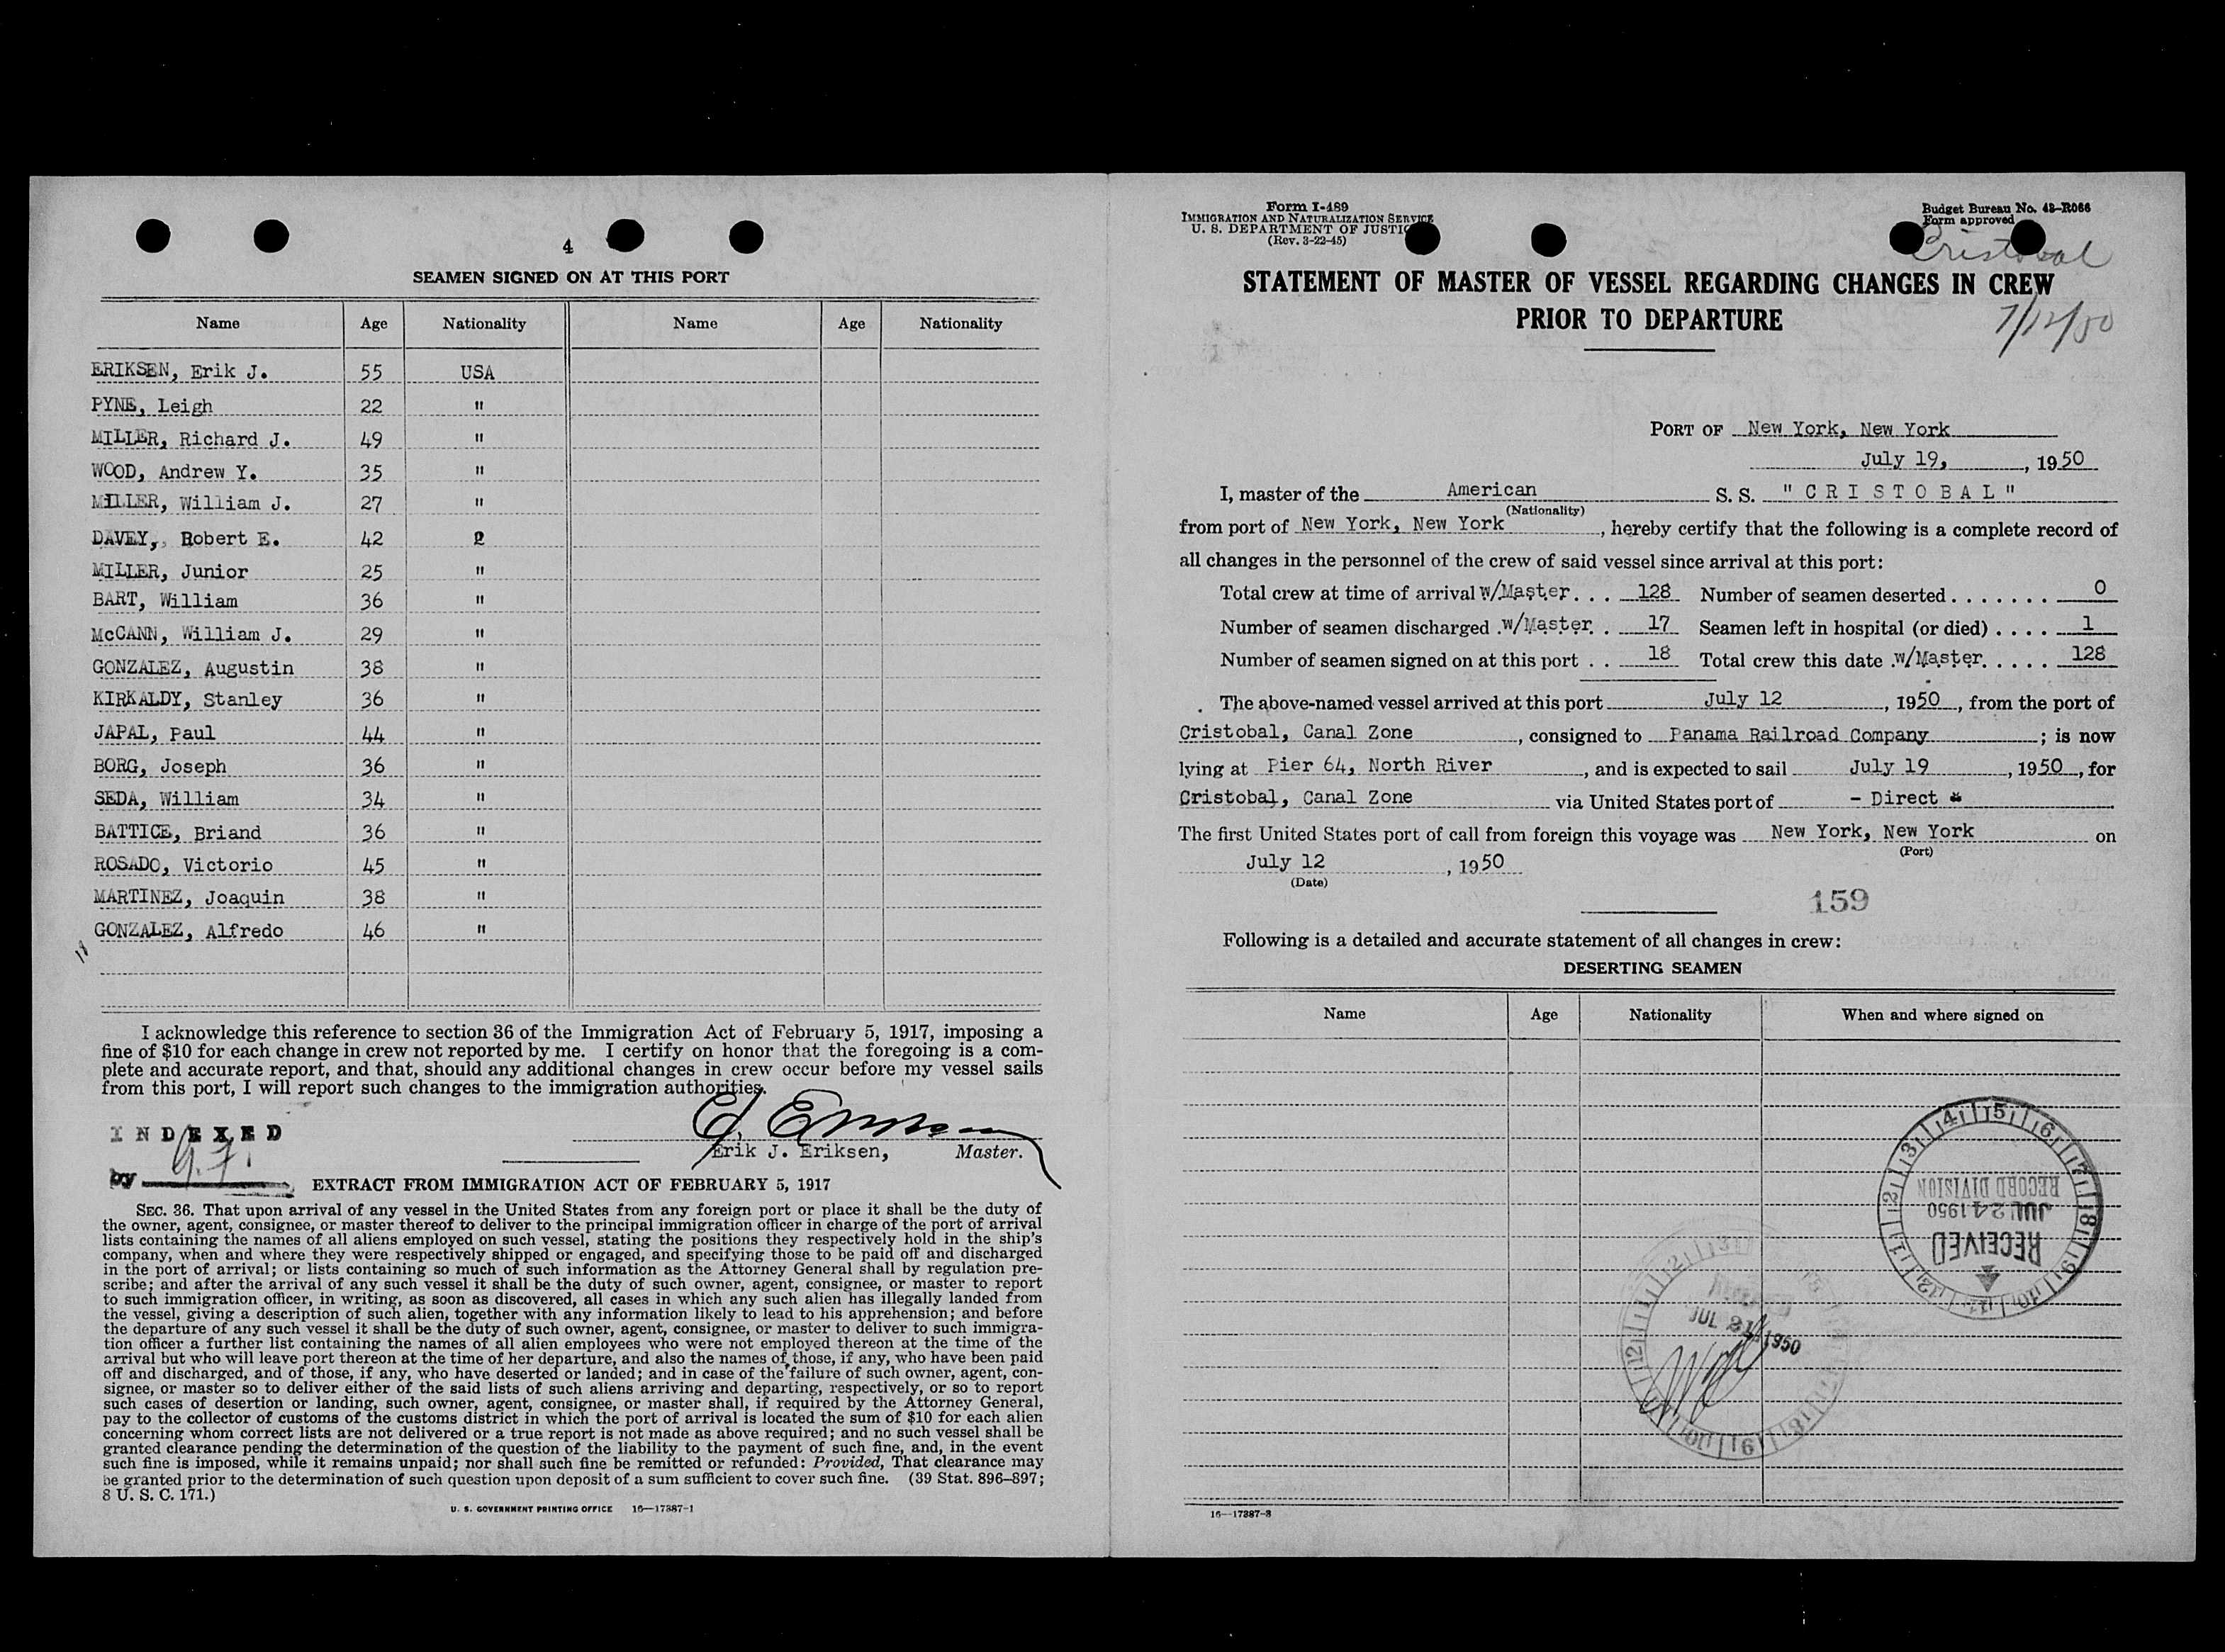 4
SEAMEN SIGNED ON AT THIS PORT
Name Age Nationality Name Age Nationality
ERIKSEN, Erik J. 55 USA
PYNE, Leigh 22 "
MILLER, Richard J. 49 "
WOOD, Andrew Y. 35 "
MILLER, William J. 27 "
DAVEY, Robert E. 42
MILLER, Junior 25 "
BART, William 36 "
McCANN, William J. 29 "
GONZALEZ, Augustin 38 "
KIRKALDY, Stanley 36 "
JAPAL, Paul 44 "
BORG, Joseph 36 "
SEDA, William 34 "
BATTICE, Briand 36 "
ROSADO, Victorio 45 "
MARTINEZ, Joaquin 38 "
GONZALEZ, Alfredo 46 "
I acknowledge this reference to section 36 of the Immigration Act of February 5, 1917, imposing a
fine of $10 for each change in crew not reported by me. I certify on honor that the foregoing is a com-
plete and accurate report, and that, should any additional changes in crew occur before my vessel sails
from this port, I will report such changes to the immigration authorities.
INDEXED
by
Erik J. Eriksen, Master.
EXTRACT FROM IMMIGRATION ACT OF FEBRUARY 5, 1917
SEC. 36. That upon arrival of any vessel in the United States from any foreign port or place it shall be the duty of
the owner, agent, consignee, or master thereof to deliver to the principal immigration officer in charge of the port of arrival
lists containing the names of all aliens employed on such vessel, stating the positions they respectively hold in the ship's
company, when and where they were respectively shipped or engaged, and specifying those to be paid off and discharged
in the port of arrival; or lists containing so much of such information as the Attorney General shall by regulation pre-
scribe; and after the arrival of any such vessel it shall be the duty of such owner, agent, consignee, or master to report
to such immigration officer, in writing, as soon as discovered, all cases in which any such alien has illegally landed from
the vessel, giving a description of such alien, together with any information likely to lead to his apprehension; and before
the departure of any such vessel it shall be the duty of such owner, agent, consignee, or master to deliver to such immigra-
tion officer a further list containing the names of all alien employees who were not employed thereon at the time of the
arrival but who will leave port thereon at the time of her departure, and also the names of those, if any, who have been paid
off and discharged, and of those, if any, who have deserted or landed; and in case of the failure of such owner, agent, con-
signee, or master so to deliver either of the said lists of such aliens arriving and departing, respectively, or so to report
such cases of desertion or landing, such owner, agent, consignee, or master shall, if required by the Attorney General,
pay to the collector of customs of the customs district in which the port of arrival is located the sum of $10 for each alien
concerning whom correct lists are not delivered or a true report is not made as above required; and no such vessel shall be
granted clearance pending the determination of the question of the liability to the payment of such fine, and, in the event
such fine is imposed, while it remains unpaid; nor shall such fine be remitted or refunded: Provided, That clearance may
be granted prior to the determination of such question upon deposit of a sum sufficient to cover such fine. (39 Stat. 896–897;
8 U. S. C. 171.)
U. S. GOVERNMENT PRINTING OFFICE 16—17387-1
Form I-489
IMMIGRATION AND NATURALIZATION SERVICE
U. S. DEPARTMENT OF JUSTIC
(Rev. 3-22-45)
Budget Bureau No. 43-R066
Form approved
Cristobal
7/12/50
STATEMENT OF MASTER OF VESSEL REGARDING CHANGES IN CREW
PRIOR TO DEPARTURE
PORT OF New York, New York
July 19, , 1950
I, master of the American S. S. "CRISTOBAL"
(Nationality)
from port of New York, New York , hereby certify that the following is a complete record of
all changes in the personnel of the crew of said vessel since arrival at this port:
Total crew at time of arrival w/Master. . . 128 Number of seamen deserted . . . . . . . 0
Number of seamen discharged .w/Master. . 17 Seamen left in hospital (or died) . . . . 1
Number of seamen signed on at this port . . 18 Total crew this date .w/Master. . . . . 128
The above-named vessel arrived at this port July 12 , 1950 , from the port of
Cristobal, Canal Zone , consigned to Panama Railroad Company ; is now
lying at Pier 64, North River , and is expected to sail July 19 , 1950 , for
Cristobal, Canal Zone via United States port of - Direct -
The first United States port of call from foreign this voyage was New York, New York on
(Port)
July 12 , 1950
(Date)
159
Following is a detailed and accurate statement of all changes in crew:
DESERTING SEAMEN
Name Age Nationality When and where signed on
RECORD DIVISION
JUL 24 1950
RECEIVED
JUL 21 1950
16—17387-3